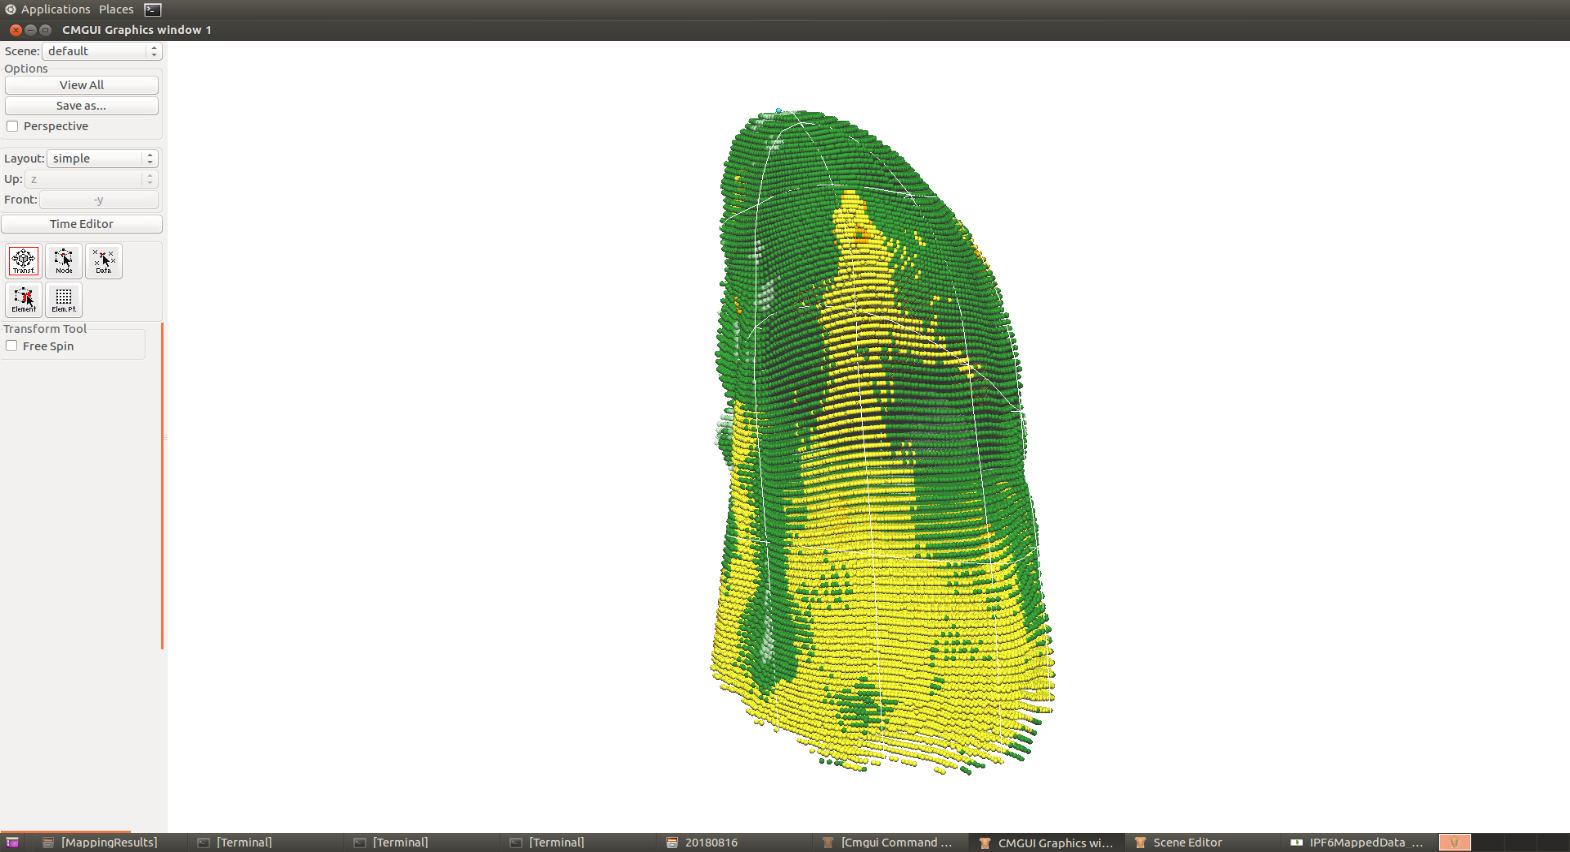 Applications Places
CMGUI Graphics window 1
Scene: default
Options
View All
Save as...
Perspective
Layout: simple
Up: z
Front: -y
Time Editor
Transf.
Node
Data
Element
Elem.Pt.
Transform Tool
Free Spin
[MappingResults] [Terminal] [Terminal] [Terminal] 20180816 [Cmgui Command ... CMGUI Graphics wi... Scene Editor IPF6MappedData_...